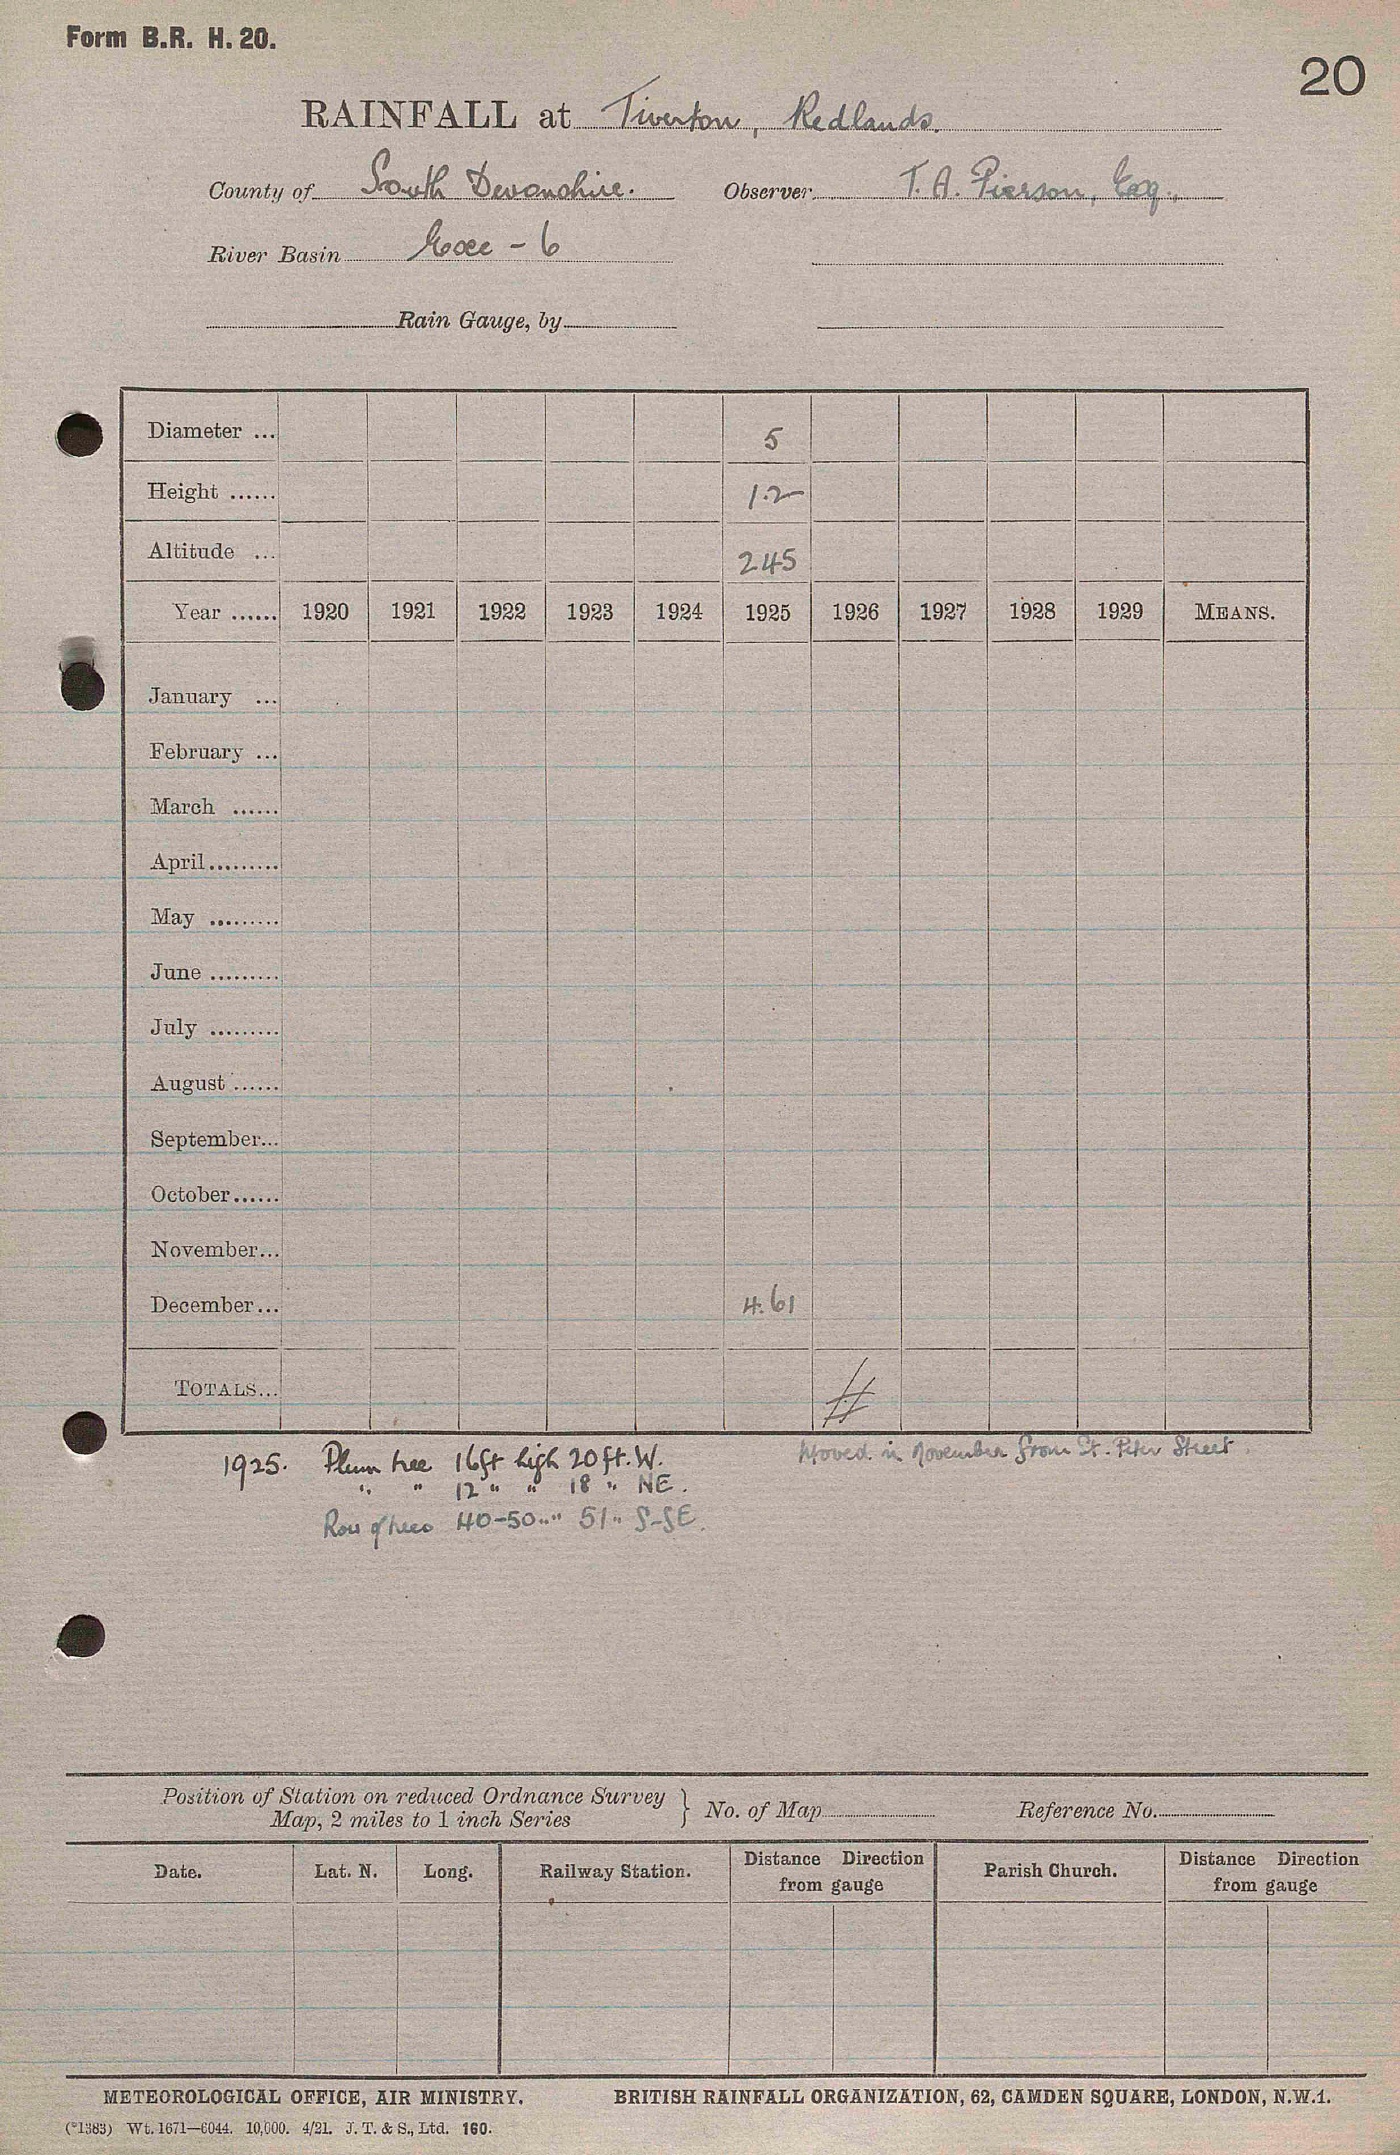 Form B.R. H. 20.
20
RAINFALL at Tiverton, Redlands.
County of South Devonshire. Observer T. A. Pierson, Esq.,
River Basin Exe - 6
Rain Gauge, by
Diameter ... 5
Height ...... 1.2
Altitude ... 245
Year ...... 1920 1921 1922 1923 1924 1925 1926 1927 1928 1929 MEANS.
January ...
February ...
March ......
April.........
May .........
June .........
July .........
August ......
September...
October......
November...
December... 4.61
TOTALS... #
Moved in November from St. Peter Street.
1925. Plum tree 16ft high 20ft. W.
" " 12 " " 18 " NE.
Row of trees 40-50 " " 51 " S-SE.
Position of Station on reduced Ordnance Survey
Map, 2 miles to 1 inch Series } No. of Map Reference No.
Date. Lat. N. Long. Railway Station. Distance Direction from gauge Parish Church. Distance Direction from gauge
METEOROLOGICAL OFFICE, AIR MINISTRY. BRITISH RAINFALL ORGANIZATION, 62, CAMDEN SQUARE, LONDON, N.W.1.
(*1383) Wt. 1671—6044. 10,000. 4/21. J. T. & S., Ltd. 160.